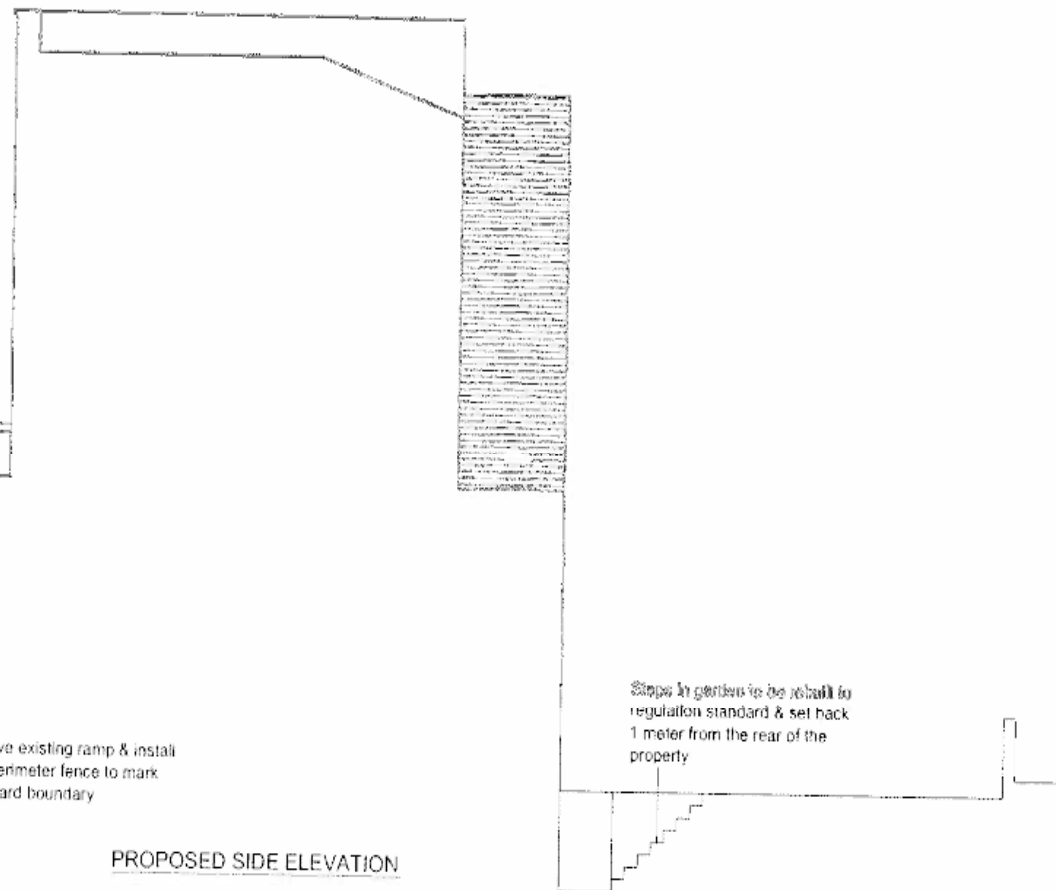 Steps in garden to be rebuilt to
regulation standard & set back
1 meter from the rear of the
property
ve existing ramp & install
erimeter fence to mark
ard boundary
PROPOSED SIDE ELEVATION